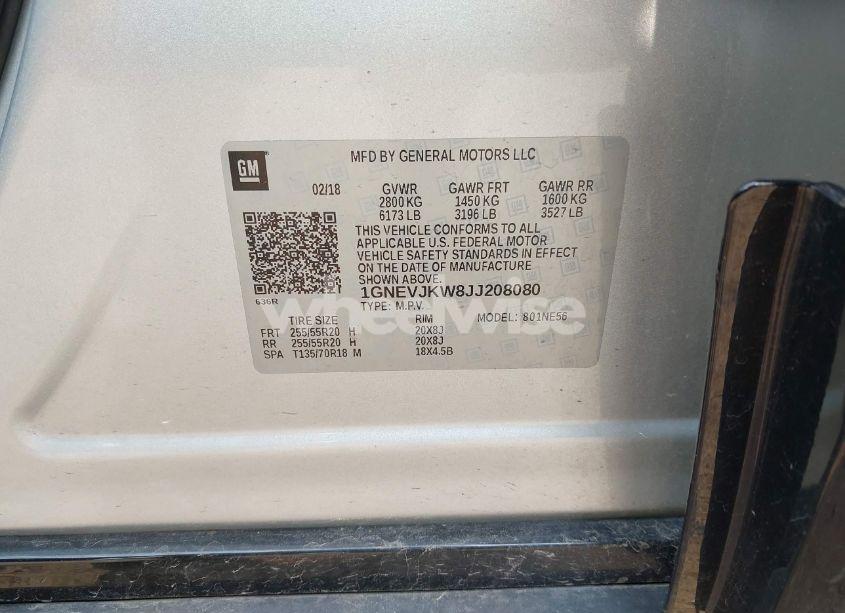 GM
MFD BY GENERAL MOTORS LLC
02/18 GVWR GAWR FRT GAWR RR
2800 KG 1450 KG 1600 KG
6173 LB 3196 LB 3527 LB
THIS VEHICLE CONFORMS TO ALL
APPLICABLE U.S. FEDERAL MOTOR
VEHICLE SAFETY STANDARDS IN EFFECT
ON THE DATE OF MANUFACTURE
SHOWN ABOVE.
1GNEVJKW8JJ208080
636R
TYPE: M.P.V.
wheelwise
TIRE SIZE RIM MODEL: 801NE56
FRT 255/55R20 H 20X8J
RR 255/55R20 H 20X8J
SPA T135/70R18 M 18X4.5B